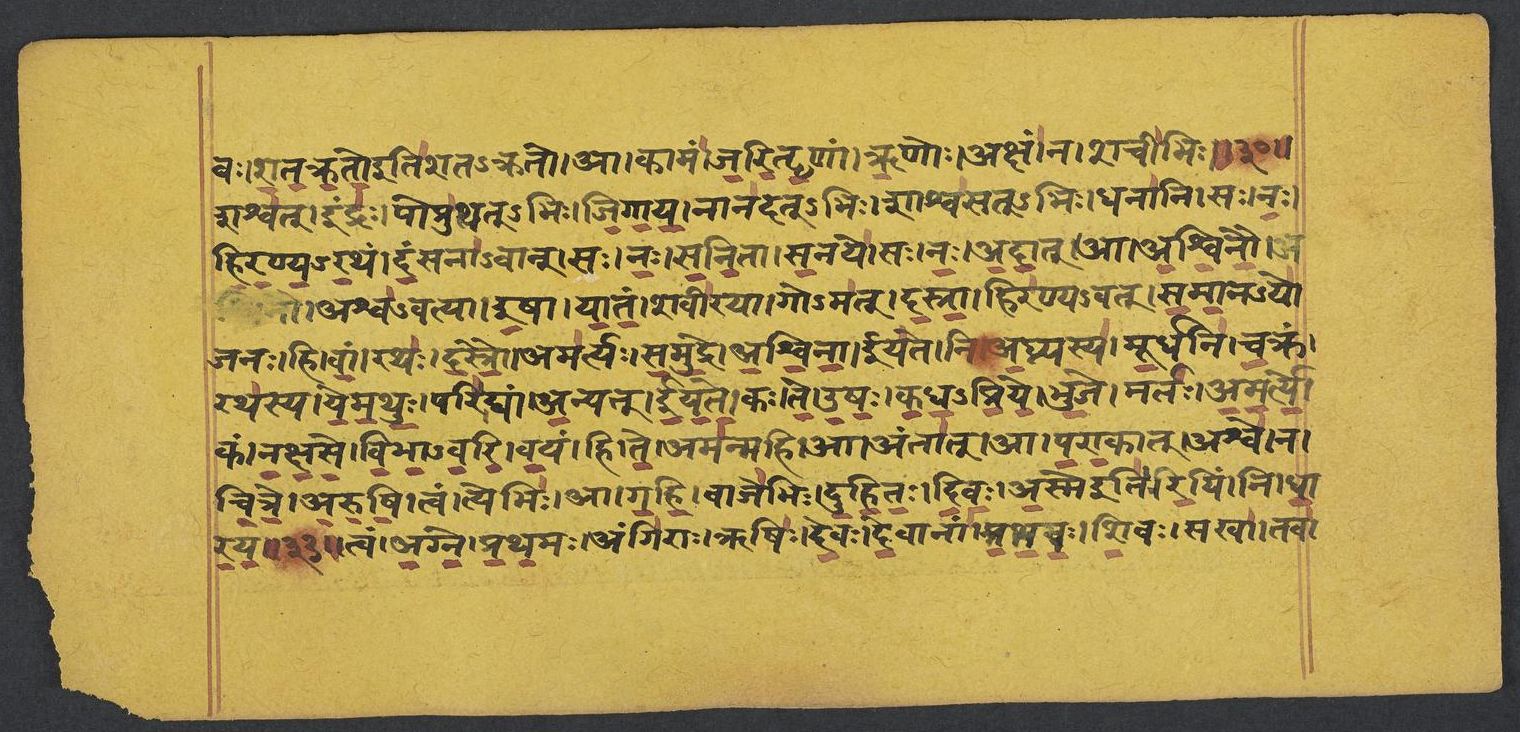 वः।शतक्रतोइतिशतऽक्रतो।आ।कामं।जरितॄणां।ऋणोः।अक्षं।न।शचीभिः॥३०॥
शश्वत्।इंद्रः।पोप्रुथत्ऽभिः।जिगाय।नानदत्ऽभिः।शाश्वसत्ऽभिः।धनानि।सः।नः।
हिरण्यऽरथं।दंसनाऽवान्।सः।नः।सनिता।सनये।सः।नः।अदात्।आ।अश्विनौ।अ
अश्वऽवत्या।इषा।यातं।शवीरया।गोऽमत्।दस्रा।हिरण्यऽवत्।समानऽयो
जनः।हि।वां।रथः।दस्रौ।अमर्त्यः।समुद्रे।अश्विना।ईयते।नि।अघ्न्यस्य।मूर्धनि।चक्रं।
रथस्य।येमथुः।परि।द्यां।अन्यत्।ईयते।कः।ते।उषः।कधऽप्रिये।भुजे।मर्तः।अमर्त्ये।
कं।नक्षसे।विभाऽवरि।वयं।हि।ते।अमन्महि।आ।अंतात्।आ।पराकात्।अश्वे।न।
चित्रे।अरुषि।त्वं।त्येभिः।आ।गहि।वाजेभिः।दुहितः।दिवः।अस्मेइति।रयिं।नि।धा
रय॥३१॥त्वं।अग्ने।प्रथमः।अंगिराः।ऋषिः।देवः।देवानां।अभवः।शिवः।सखा।तव।